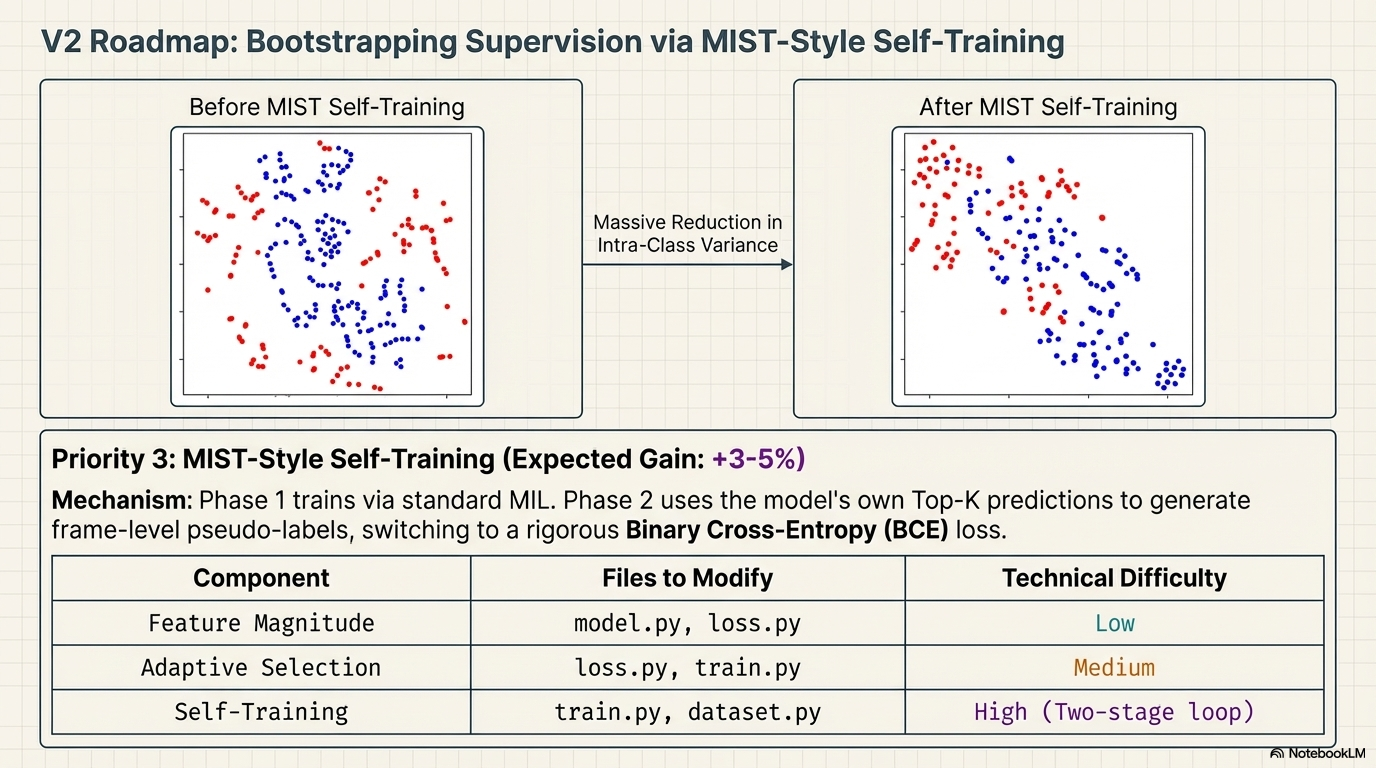 V2 Roadmap: Bootstrapping Supervision via MIST-Style Self-Training
Before MIST Self-Training
After MIST Self-Training
Massive Reduction in
Intra-Class Variance
Priority 3: MIST-Style Self-Training (Expected Gain: +3-5%)
Mechanism: Phase 1 trains via standard MIL. Phase 2 uses the model's own Top-K predictions to generate
frame-level pseudo-labels, switching to a rigorous Binary Cross-Entropy (BCE) loss.
Component Files to Modify Technical Difficulty
Feature Magnitude model.py, loss.py Low
Adaptive Selection loss.py, train.py Medium
Self-Training train.py, dataset.py High (Two-stage loop)
NotebookLM